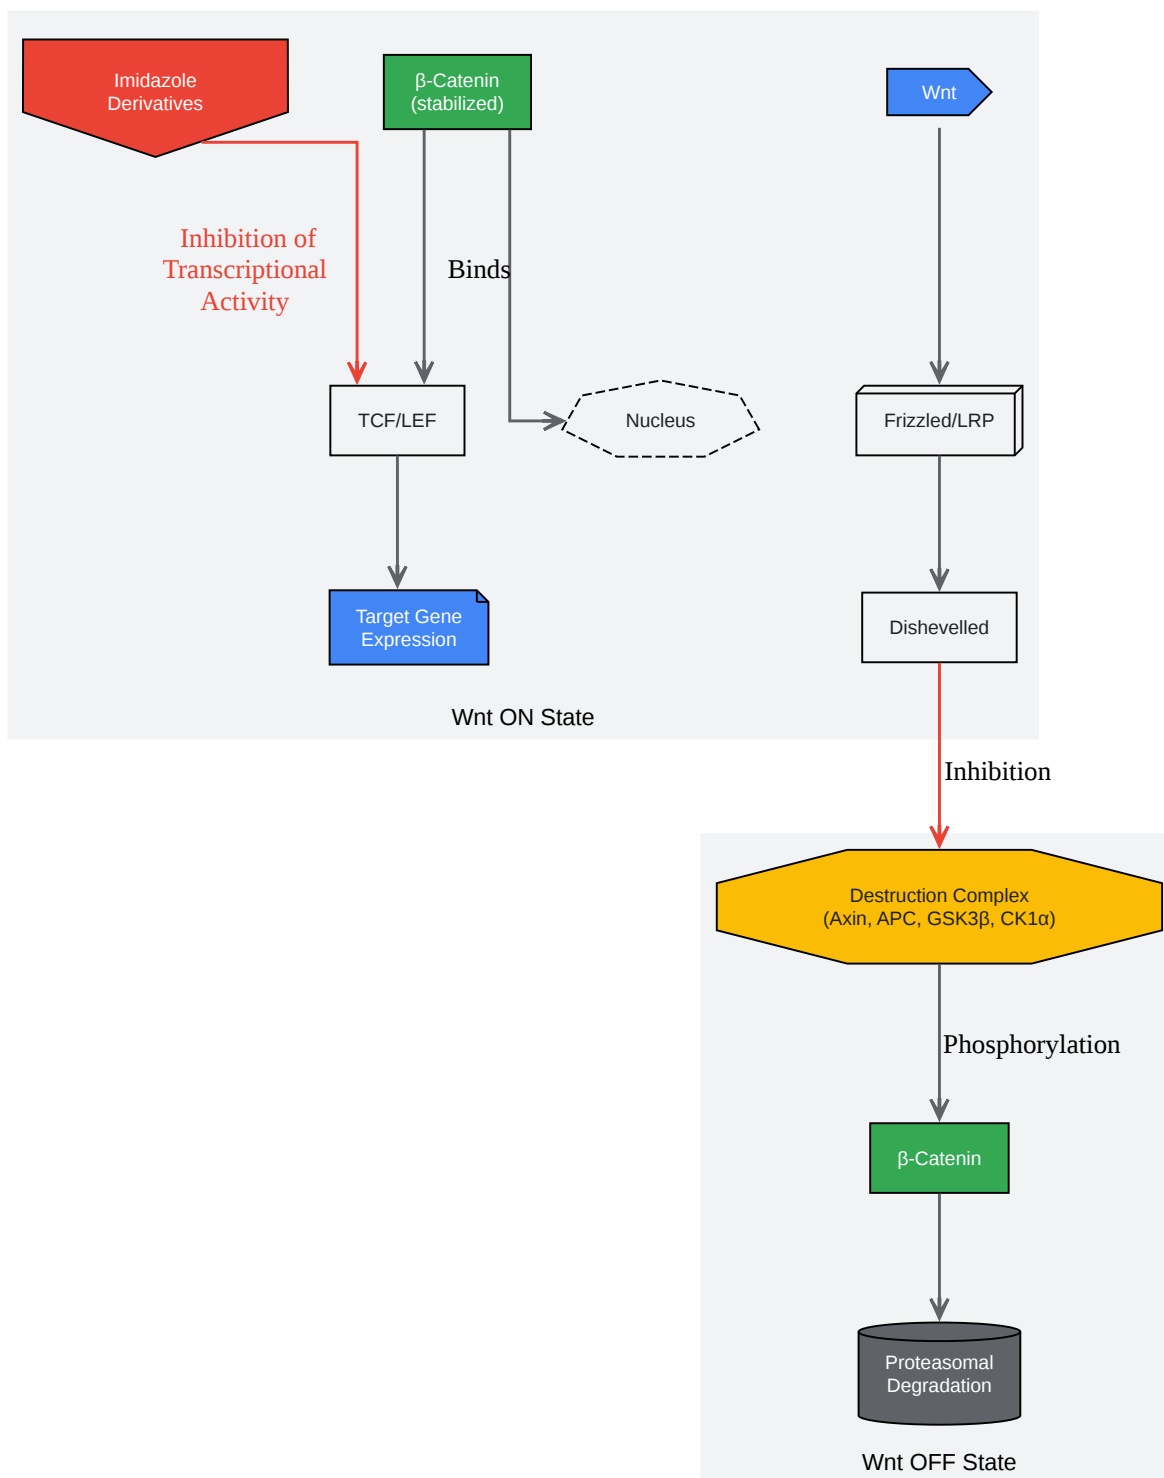 Imidazole
Derivatives
β-Catenin
(stabilized)
Wnt
Inhibition of
Transcriptional
Activity
Binds
TCF/LEF
Nucleus
Frizzled/LRP
Target Gene
Expression
Dishevelled
Wnt ON State
Inhibition
Destruction Complex
(Axin, APC, GSK3β, CK1α)
Phosphorylation
β-Catenin
Proteasomal
Degradation
Wnt OFF State